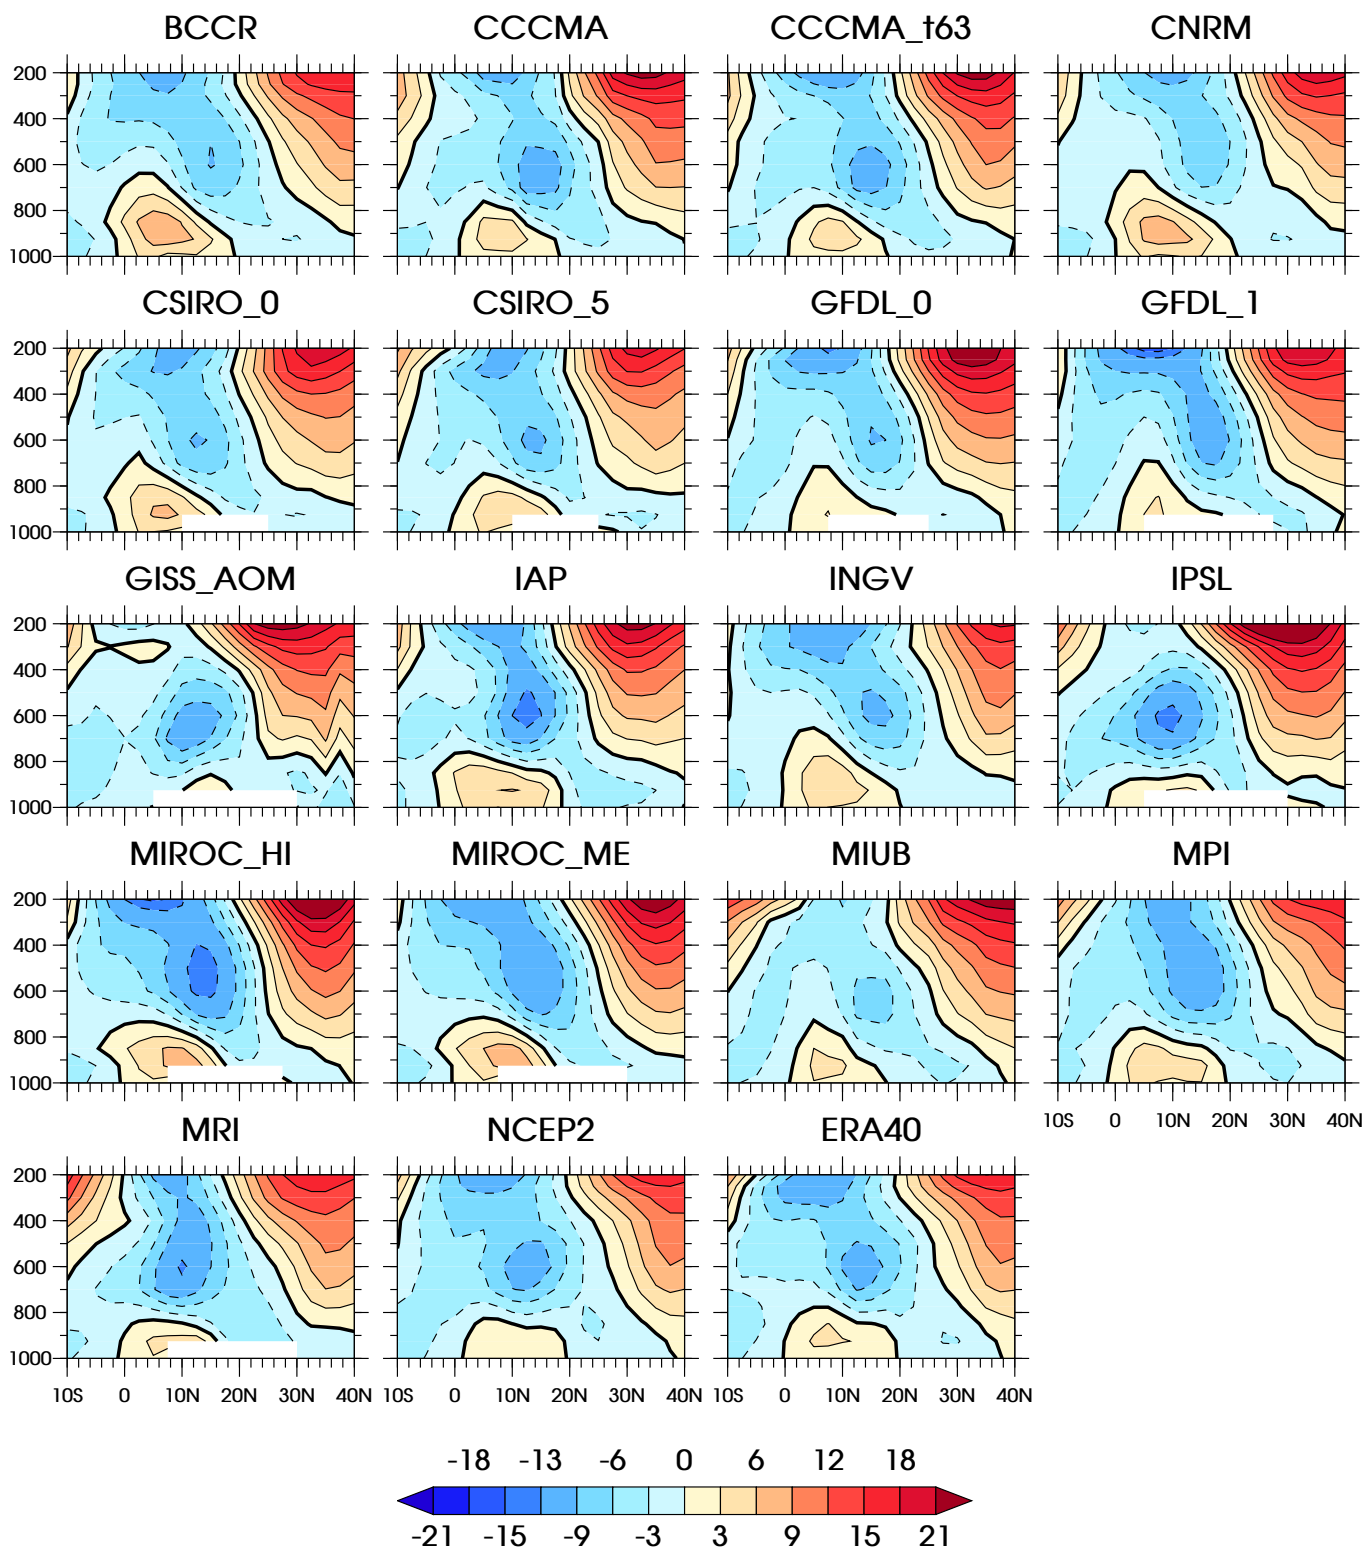 BCCR CCCMA CCCMA_t63 CNRM
200
400
600
800
1000
CSIRO_0 CSIRO_5 GFDL_0 GFDL_1
200
400
600
800
1000
GISS_AOM IAP INGV IPSL
200
400
600
800
1000
MIROC_HI MIROC_ME MIUB MPI
200
400
600
800
1000
10S 0 10N 20N 30N 40N
MRI NCEP2 ERA40
200
400
600
800
1000
10S 0 10N 20N 30N 40N 10S 0 10N 20N 30N 40N 10S 0 10N 20N 30N 40N
-18 -13 -6 0 6 12 18
-21 -15 -9 -3 3 9 15 21